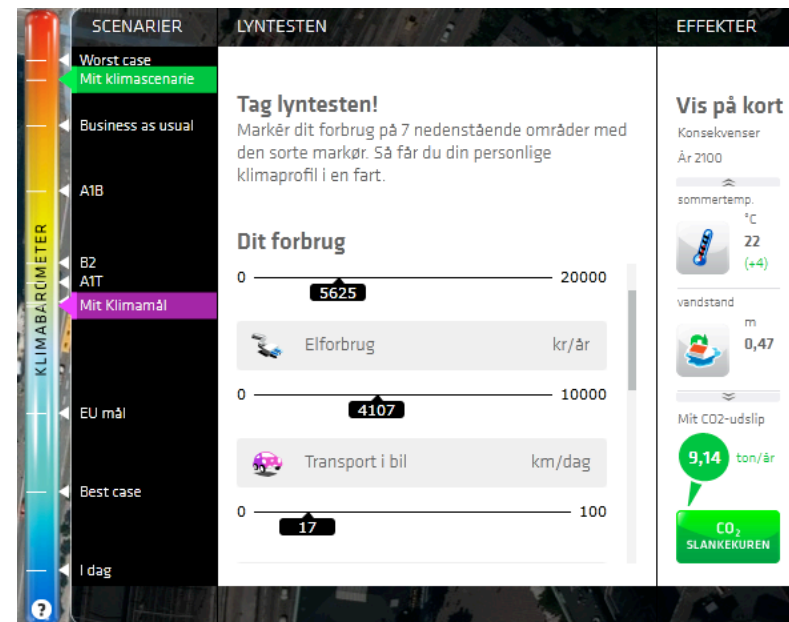 SCENARIER
Worst case
Mit klimascenarie
Business as usual
A1B
B2
A1T
Mit Klimamål
EU mål
Best case
I dag
KLIMABAROMETER
?
LYNTESTEN
Tag lyntesten!
Markér dit forbrug på 7 nedenstående områder med
den sorte markør. Så får du din personlige
klimaprofil i en fart.
Dit forbrug
0 20000
5625
Elforbrug kr/år
0 10000
4107
Transport i bil km/dag
0 100
17
EFFEKTER
Vis på kort
Konsekvenser
År 2100
sommertemp.
°C
22
(+4)
vandstand
m
0,47
Mit CO2-udslip
9,14 ton/år
CO2
SLANKEKUREN